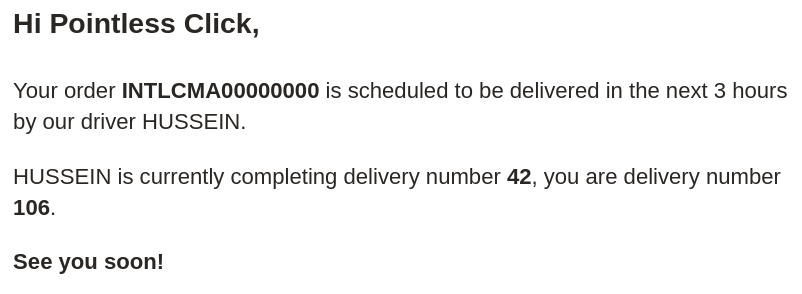 Hi Pointless Click,
Your order INTLCMA00000000 is scheduled to be delivered in the next 3 hours
by our driver HUSSEIN.
HUSSEIN is currently completing delivery number 42, you are delivery number
106.
See you soon!